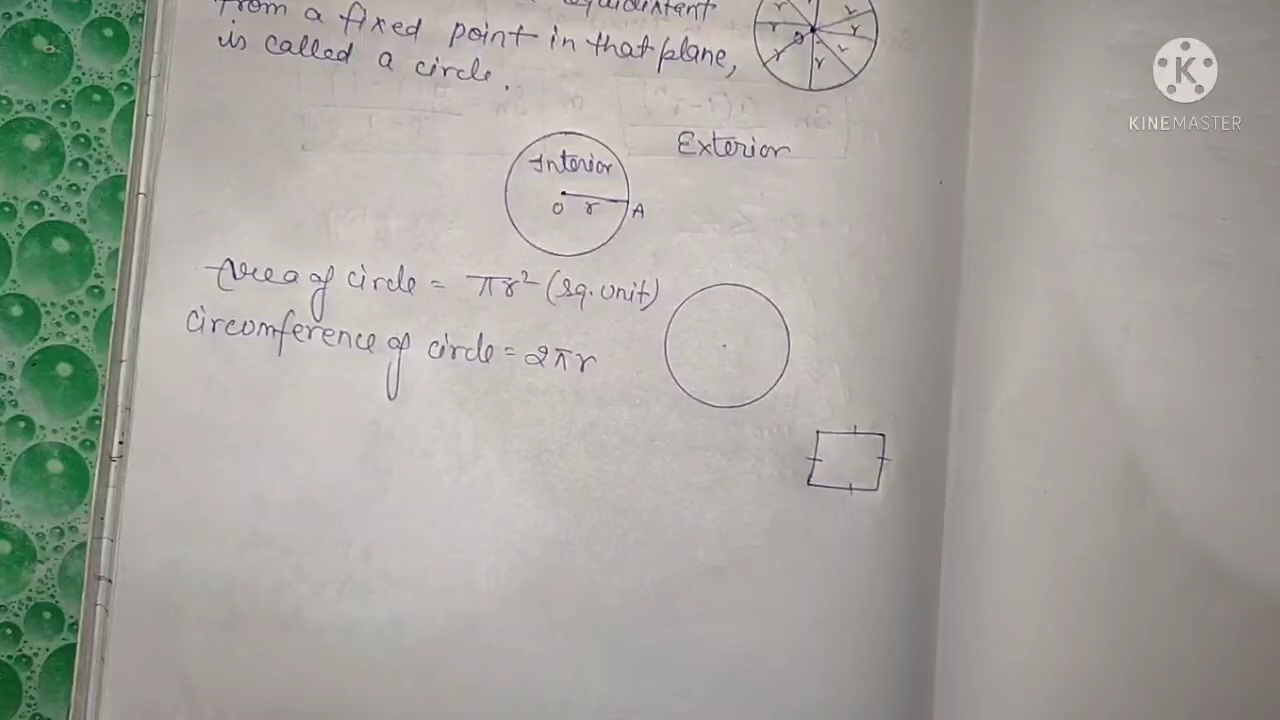 equidistant
from a fixed point in that plane,
is called a circle.
r r r r r r
Exterior
Interior
O r A
Area of circle = πr² (sq. unit)
circumference of circle = 2πr
K
KINEMASTER